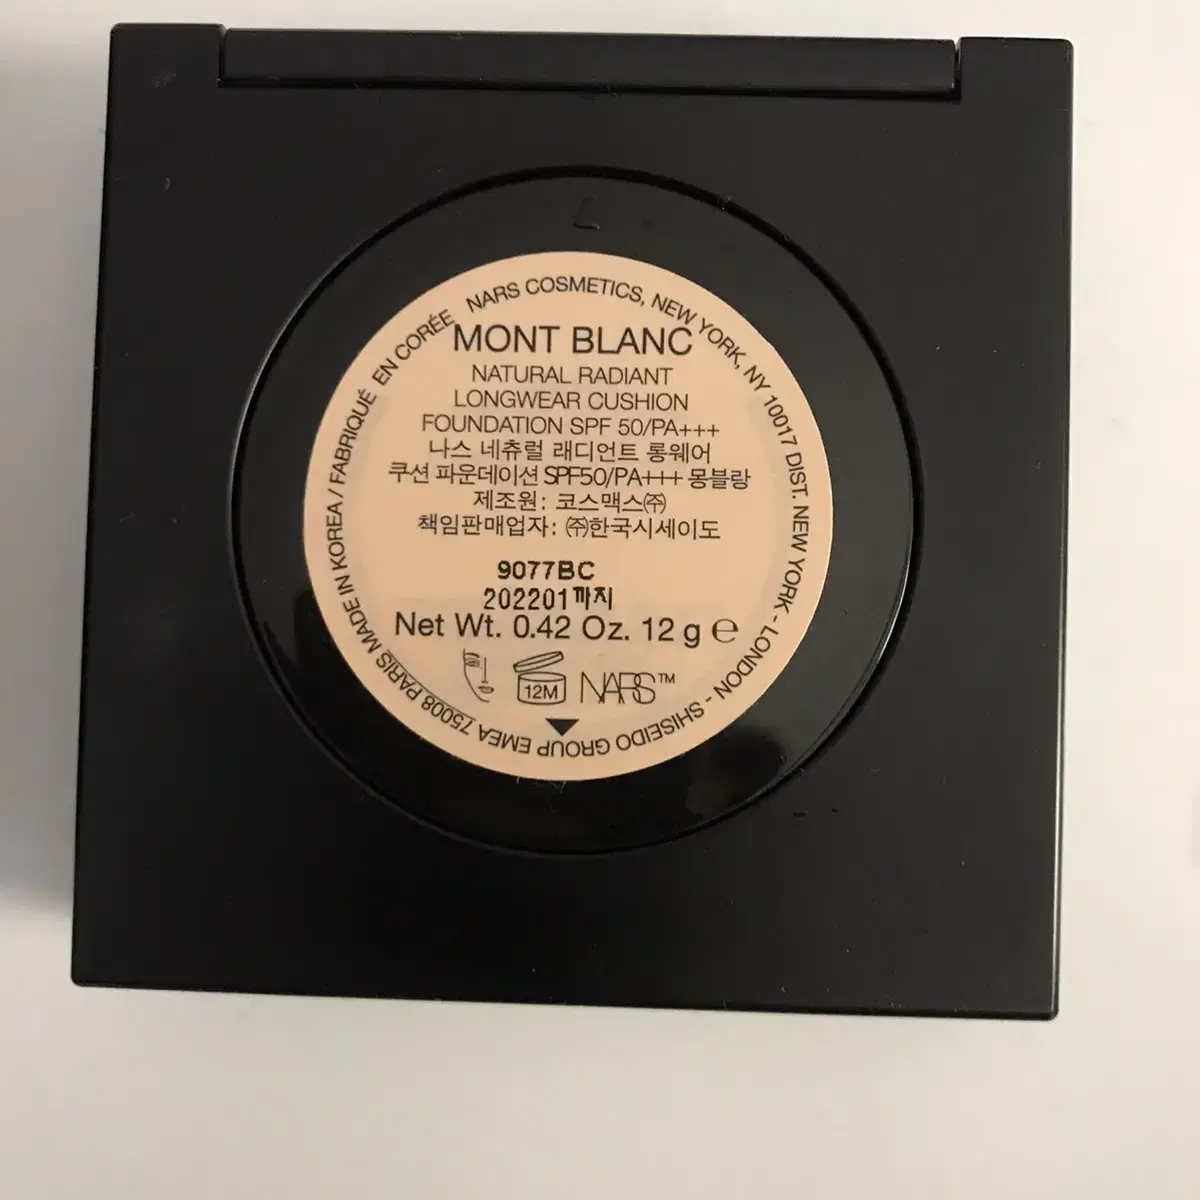 NARS COSMETICS, NEW YORK, NY 10017 DIST. NEW YORK - LONDON - SHISEIDO GROUP EMEA 75008 PARIS MADE IN KOREA / FABRIQUÉ EN CORÉE
MONT BLANC
NATURAL RADIANT
LONGWEAR CUSHION
FOUNDATION SPF 50/PA+++
나스 네츄럴 래디언트 롱웨어
쿠션 파운데이션 SPF50/PA+++ 몽블랑
제조원: 코스맥스㈜
책임판매업자: ㈜한국시세이도
9077BC
202201까지
Net Wt. 0.42 Oz. 12 g ℮
12M NARS™